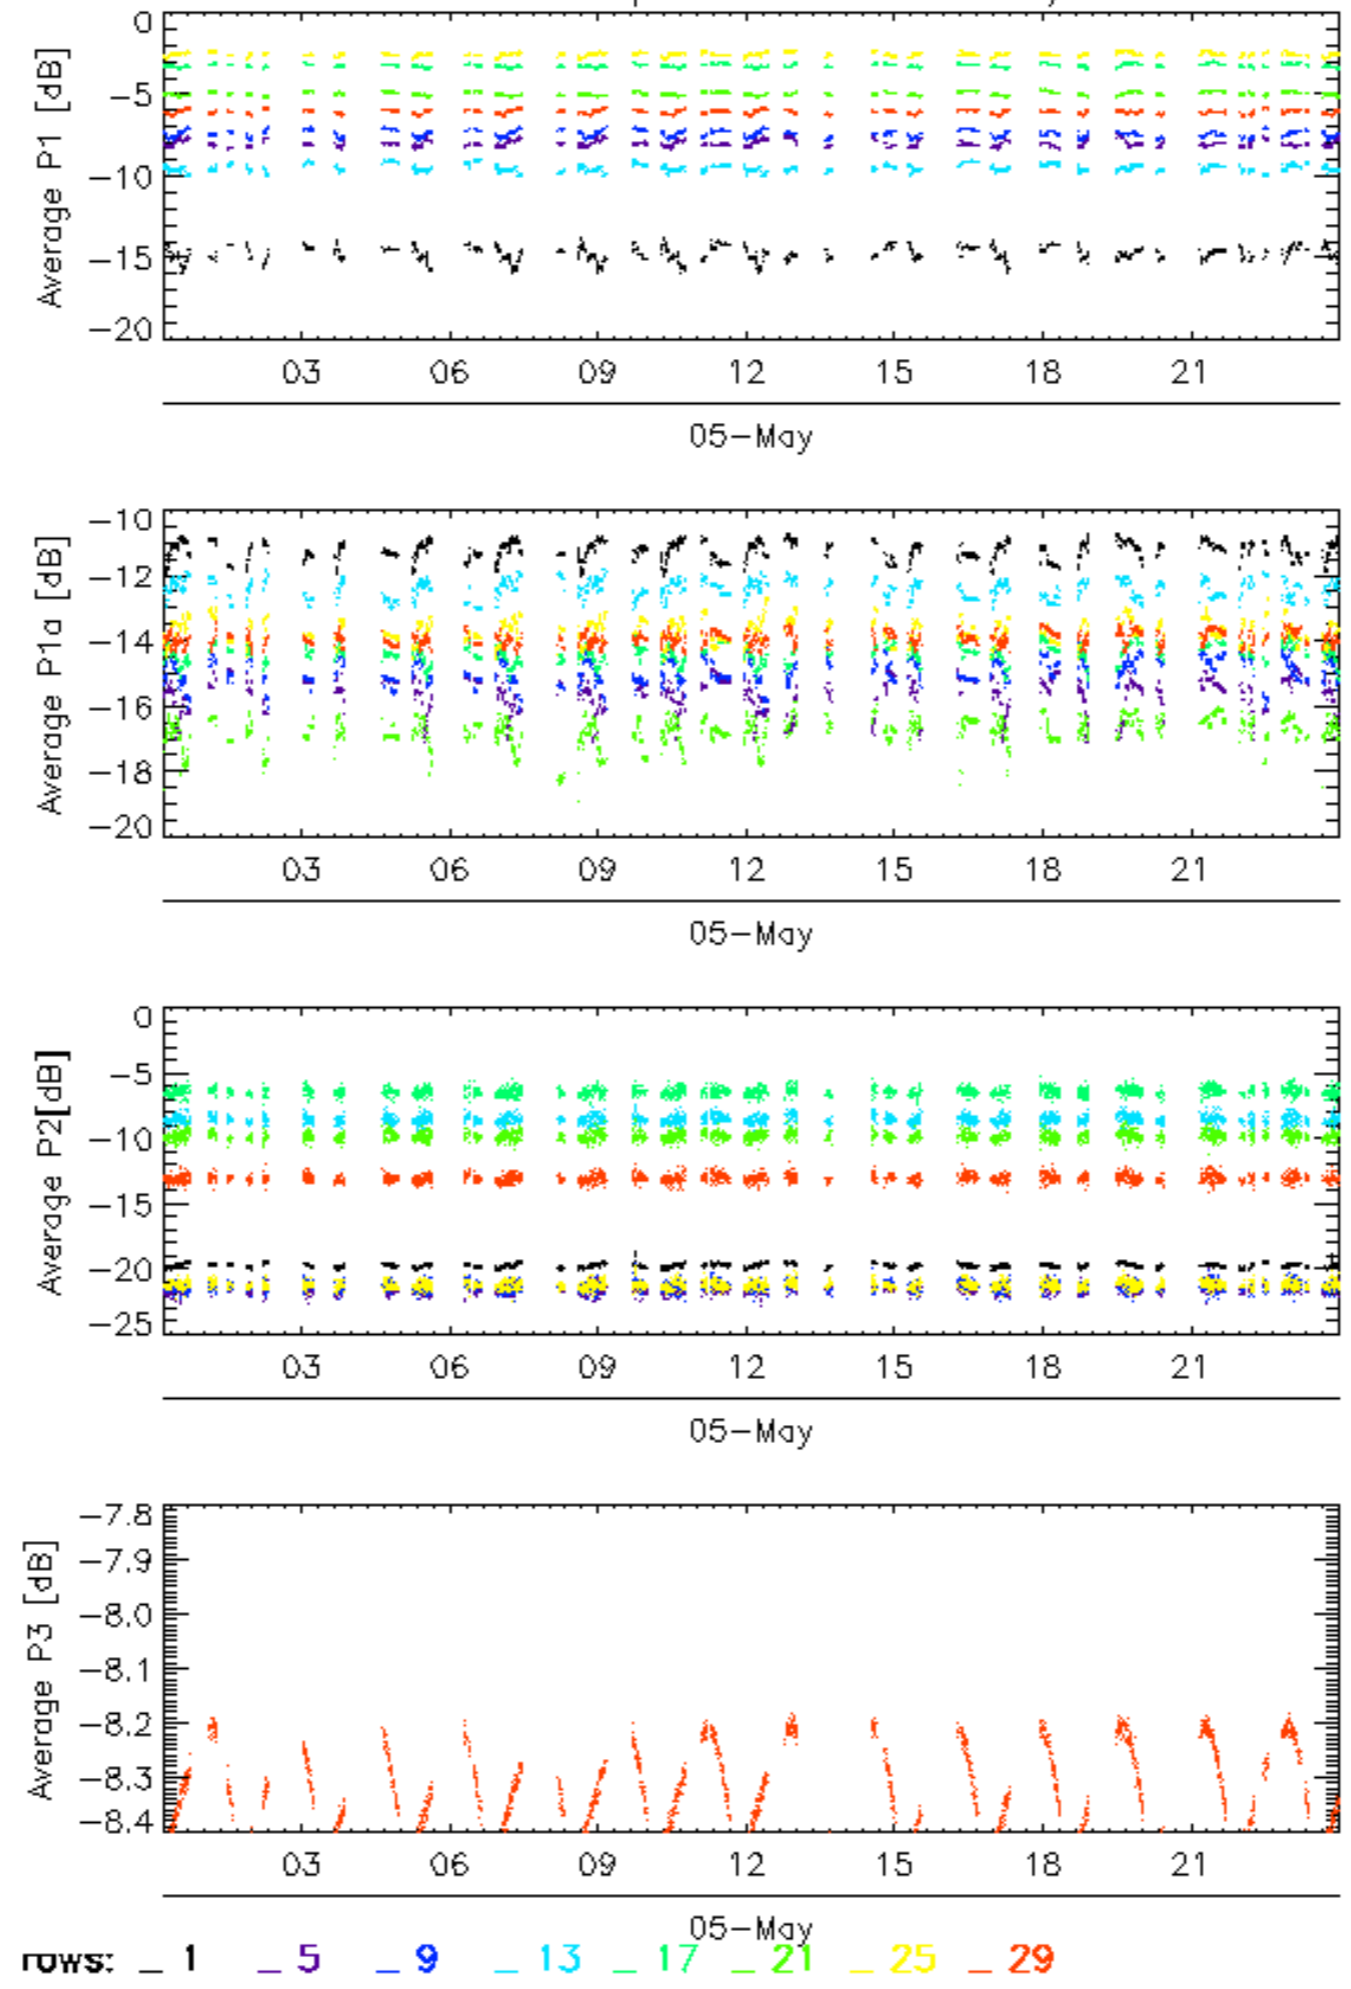 Average P1 [dB]
0
−5
−10
−15
−20
03 06 09 12 15 18 21
05−May
Average P1a [dB]
−10
−12
−14
−16
−18
−20
03 06 09 12 15 18 21
05−May
Average P2[dB]
0
−5
−10
−15
−20
−25
03 06 09 12 15 18 21
05−May
Average P3 [dB]
−7.8
−7.9
−8.0
−8.1
−8.2
−8.3
−8.4
03 06 09 12 15 18 21
05−May
rows: _ 1 _ 5 _ 9 _ 13 _ 17 _ 21 _ 25 _ 29